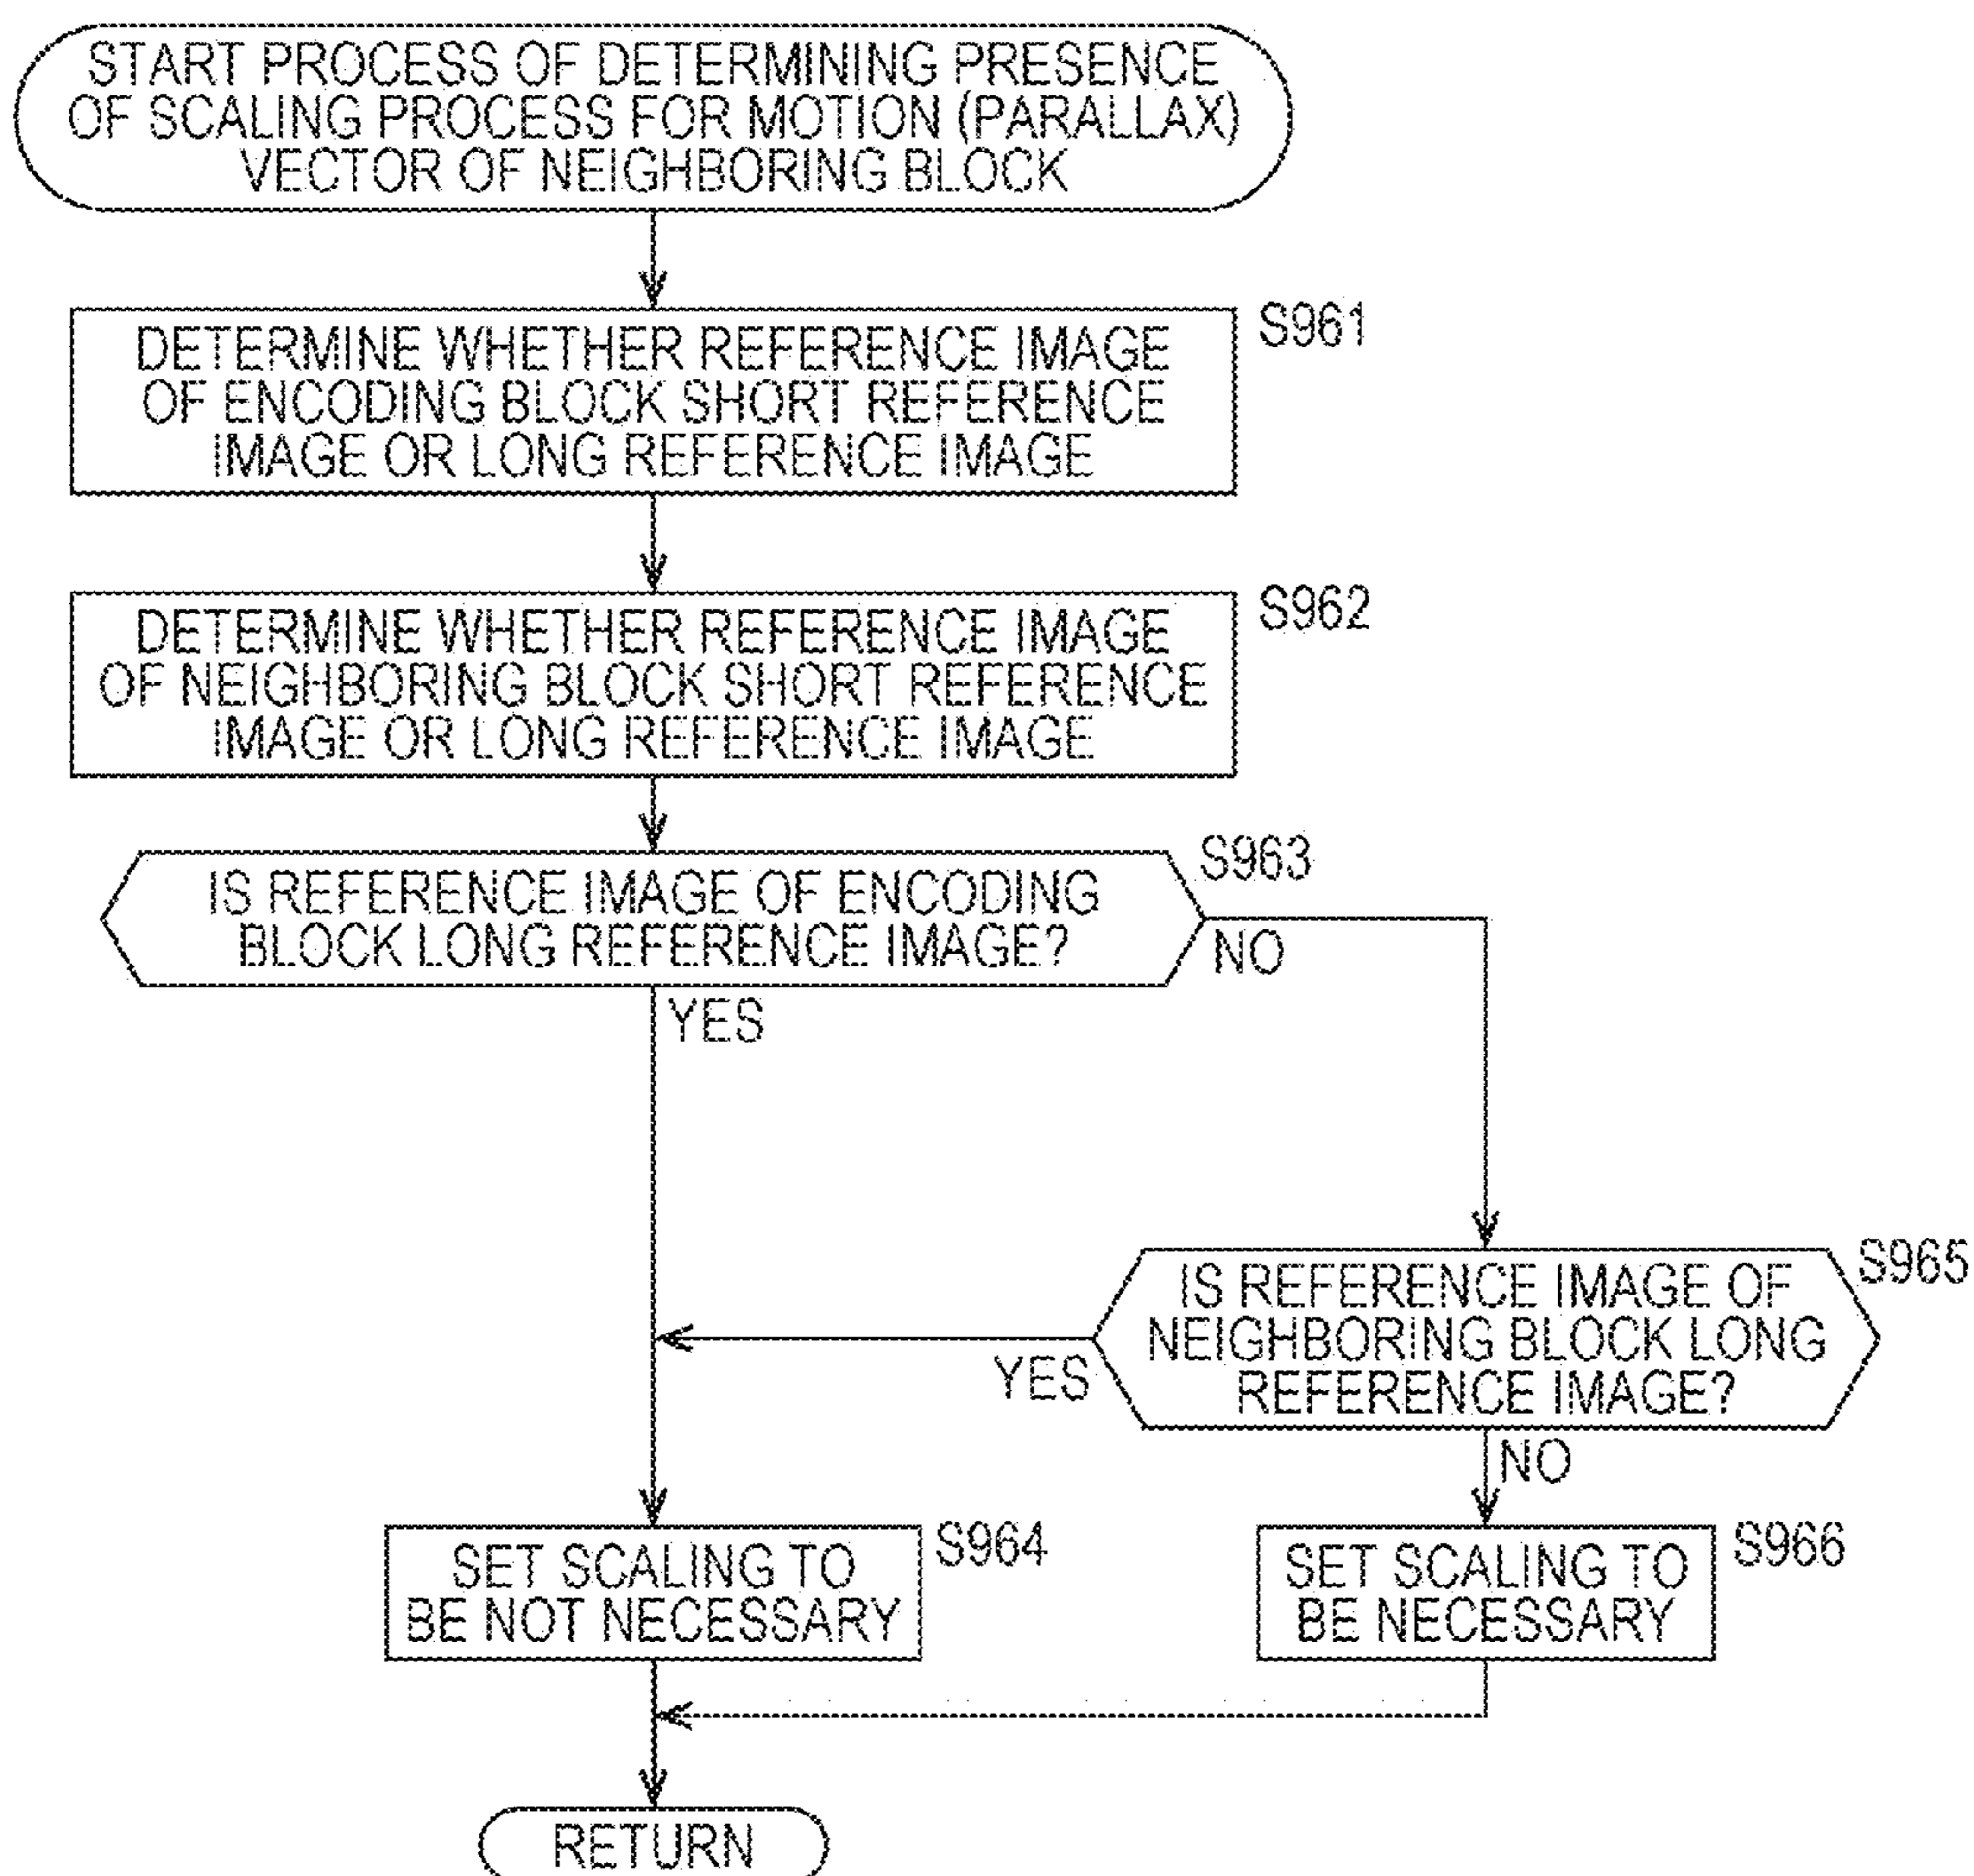 START PROCESS OF DETERMINING PRESENCE
OF SCALING PROCESS FOR MOTION (PARALLAX)
VECTOR OF NEIGHBORING BLOCK
S961
DETERMINE WHETHER REFERENCE IMAGE
OF ENCODING BLOCK SHORT REFERENCE
IMAGE OR LONG REFERENCE IMAGE
S962
DETERMINE WHETHER REFERENCE IMAGE
OF NEIGHBORING BLOCK SHORT REFERENCE
IMAGE OR LONG REFERENCE IMAGE
S963
IS REFERENCE IMAGE OF ENCODING
BLOCK LONG REFERENCE IMAGE?
NO
YES
S965
IS REFERENCE IMAGE OF
NEIGHBORING BLOCK LONG
REFERENCE IMAGE?
YES
NO
S964
SET SCALING TO
BE NOT NECESSARY
S966
SET SCALING TO
BE NECESSARY
RETURN